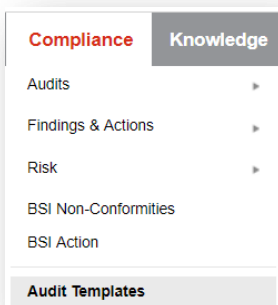 Compliance Knowledge
Audits
Findings & Actions
Risk
BSI Non-Conformities
BSI Action
Audit Templates